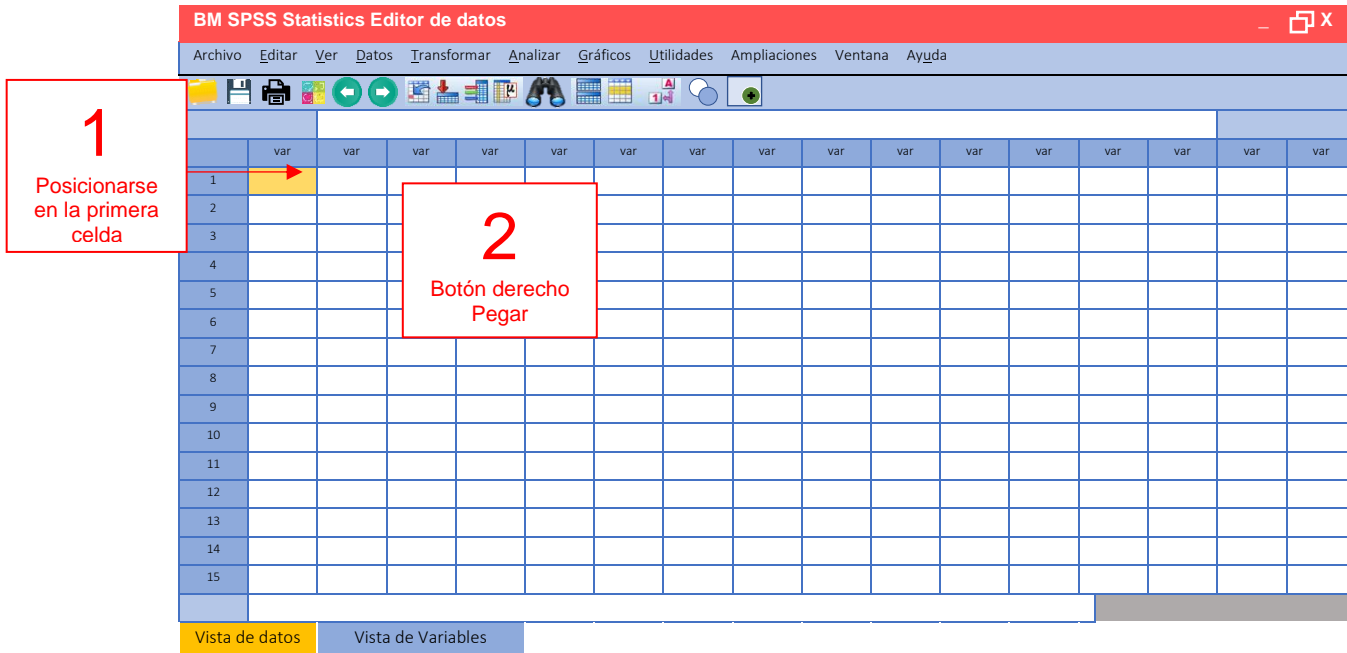 BM SPSS Statistics Editor de datos _ X
Archivo Editar Ver Datos Transformar Analizar Gráficos Utilidades Ampliaciones Ventana Ayuda
1
Posicionarse
en la primera
celda
var var var var var var var var var var var var var var var var
1
2
3
4
5
6
7
8
9
10
11
12
13
14
15
2
Botón derecho
Pegar
Vista de datos Vista de Variables